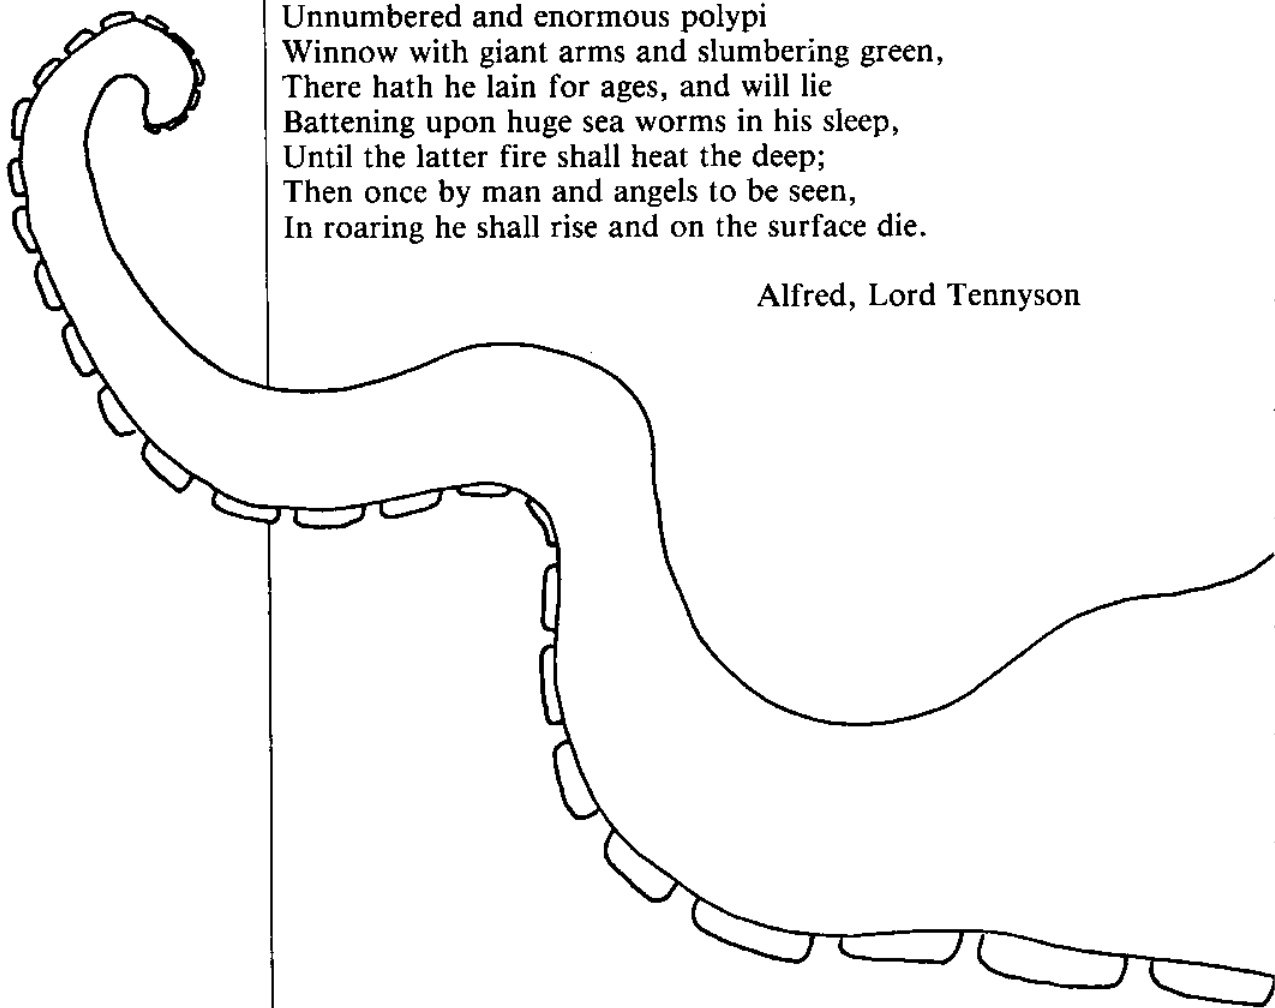 Unnumbered and enormous polypi
Winnow with giant arms and slumbering green,
There hath he lain for ages, and will lie
Battening upon huge sea worms in his sleep,
Until the latter fire shall heat the deep;
Then once by man and angels to be seen,
In roaring he shall rise and on the surface die.
Alfred, Lord Tennyson